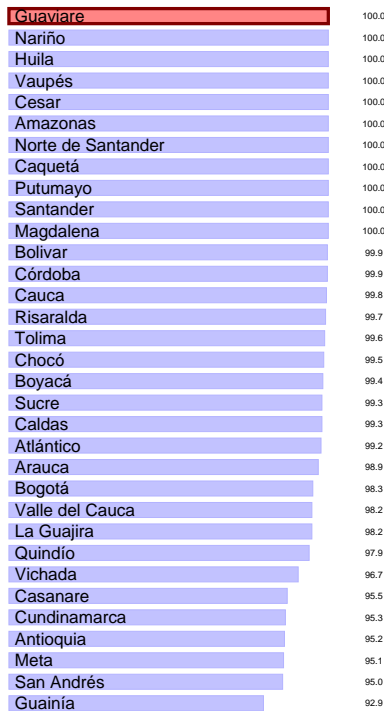 Guaviare 100.0
Nariño 100.0
Huila 100.0
Vaupés 100.0
Cesar 100.0
Amazonas 100.0
Norte de Santander 100.0
Caquetá 100.0
Putumayo 100.0
Santander 100.0
Magdalena 100.0
Bolivar 99.9
Córdoba 99.9
Cauca 99.8
Risaralda 99.7
Tolima 99.6
Chocó 99.5
Boyacá 99.4
Sucre 99.3
Caldas 99.3
Atlántico 99.2
Arauca 98.9
Bogotá 98.3
Valle del Cauca 98.2
La Guajira 98.2
Quindío 97.9
Vichada 96.7
Casanare 95.5
Cundinamarca 95.3
Antioquia 95.2
Meta 95.1
San Andrés 95.0
Guainía 92.9